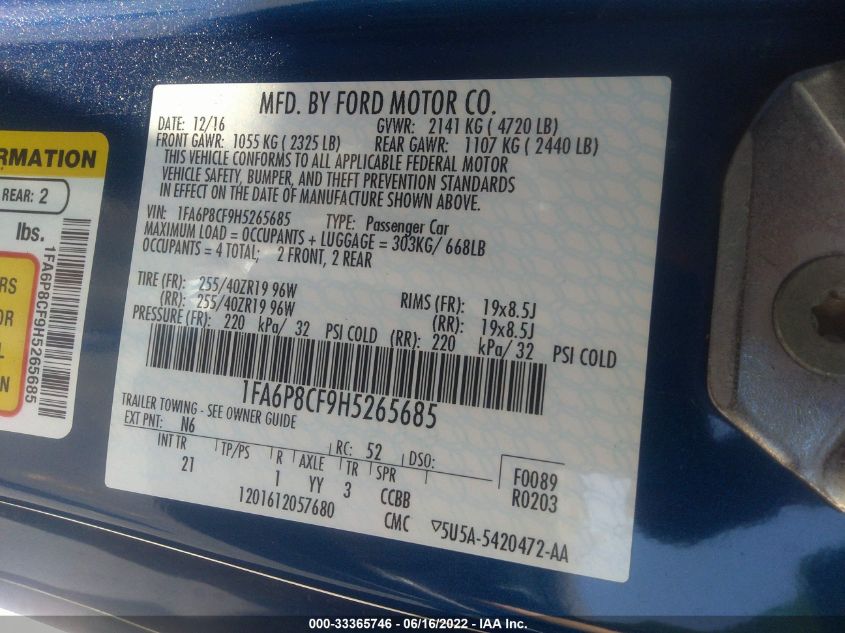 MFD. BY FORD MOTOR CO.
DATE: 12/16 GVWR: 2141 KG ( 4720 LB)
FRONT GAWR: 1055 KG ( 2325 LB) REAR GAWR: 1107 KG ( 2440 LB)
THIS VEHICLE CONFORMS TO ALL APPLICABLE FEDERAL MOTOR
VEHICLE SAFETY, BUMPER, AND THEFT PREVENTION STANDARDS
IN EFFECT ON THE DATE OF MANUFACTURE SHOWN ABOVE.
VIN: 1FA6P8CF9H5265685 TYPE: Passenger Car
MAXIMUM LOAD = OCCUPANTS + LUGGAGE = 303KG/ 668LB
OCCUPANTS = 4 TOTAL; 2 FRONT, 2 REAR
TIRE (FR): 255/40ZR19 96W RIMS (FR): 19x8.5J
(RR): 255/40ZR19 96W (RR): 19x8.5J
PRESSURE (FR): 220 kPa/ 32 PSI COLD (RR): 220 kPa/ 32 PSI COLD
1FA6P8CF9H5265685
TRAILER TOWING - SEE OWNER GUIDE
EXT PNT: N6 RC: 52 DSO:
INT TR TP/PS R AXLE TR SPR F0089
21 1 YY 3 CCBB R0203
1201612057680 CMC ▽5U5A-5420472-AA
RMATION
REAR: 2
lbs.
1FA6P8CF9H5265685
RS
OR
L
N
000-33365746 - 06/16/2022 - IAA Inc.